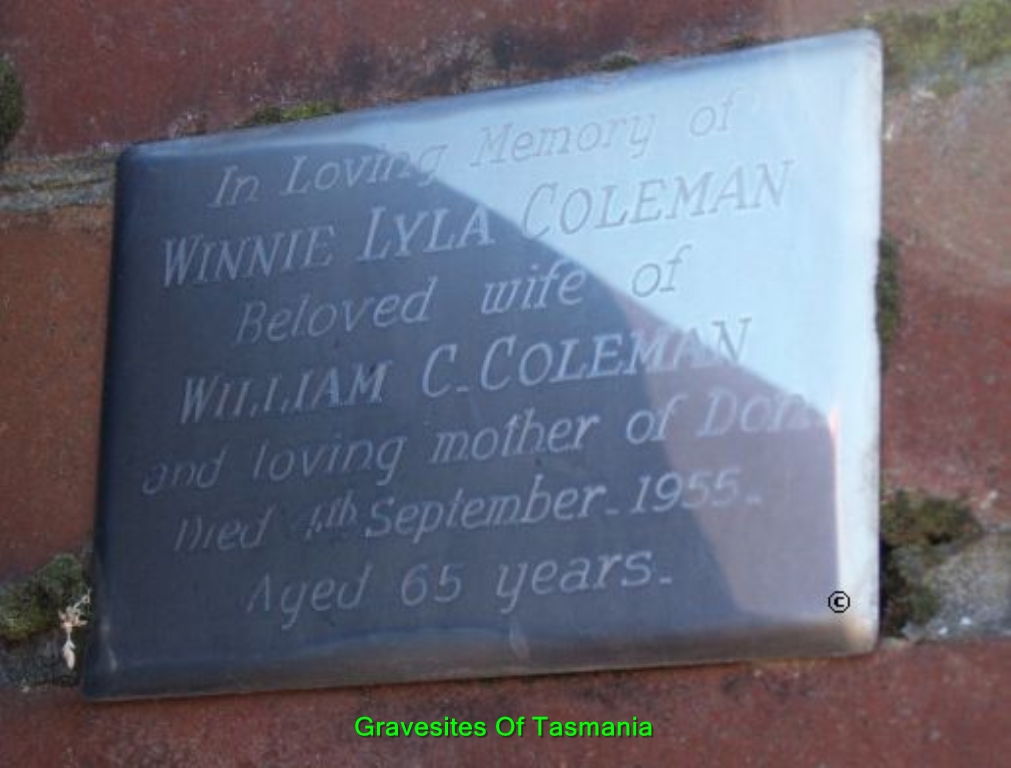 In Loving Memory of
WINNIE LYLA COLEMAN
Beloved wife of
WILLIAM C. COLEMAN
and loving mother of
Died 4th September. 1955.
Aged 65 years.
©
Gravesites Of Tasmania